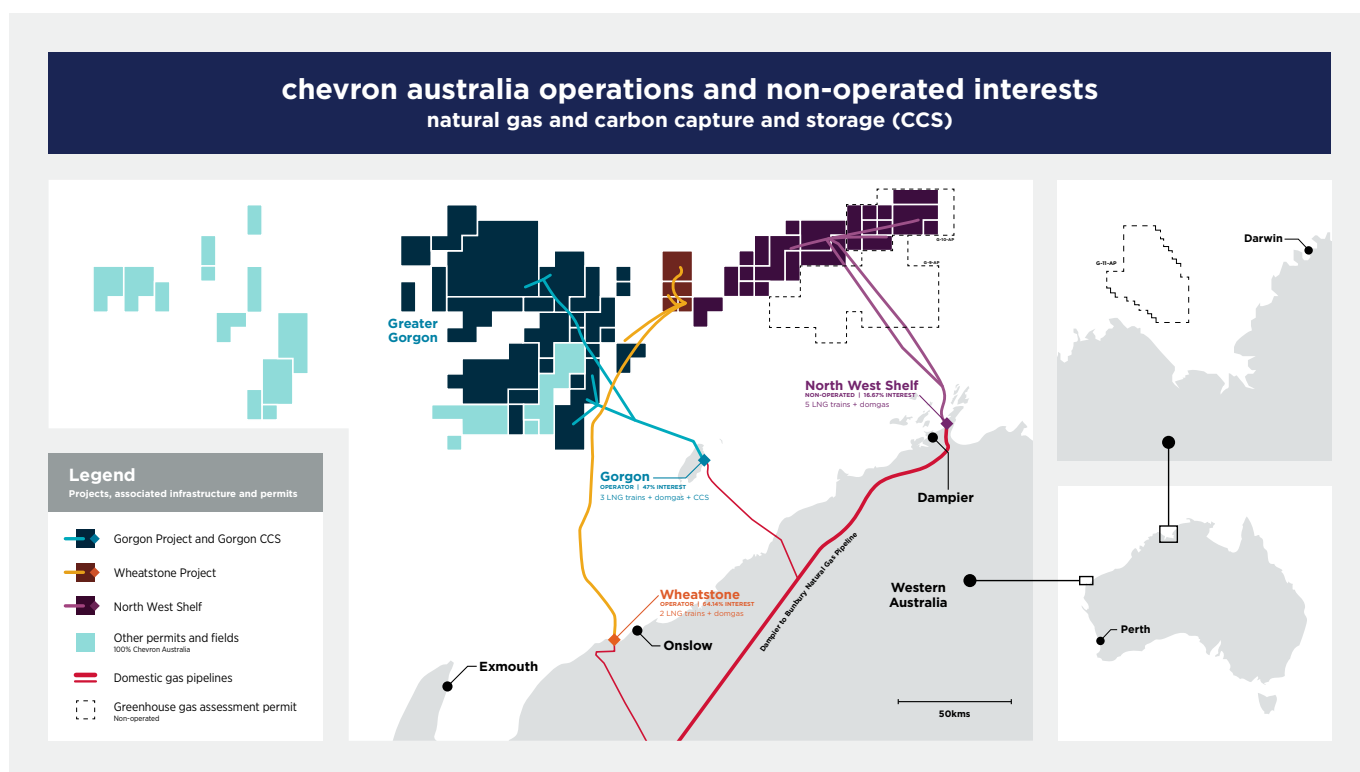 chevron australia operations and non-operated interests
natural gas and carbon capture and storage (CCS)
Greater
Gorgon
G-10-AP
G-9-AP
North West Shelf
NON-OPERATED | 16.67% INTEREST
5 LNG trains + domgas
Gorgon
OPERATOR | 47% INTEREST
3 LNG trains + domgas + CCS
Dampier
Dampier to Bunbury Natural Gas Pipeline
Wheatstone
OPERATOR | 64.14% INTEREST
2 LNG trains + domgas
Onslow
Exmouth
Western
Australia
50kms
Darwin
G-11-AP
Perth
Legend
Projects, associated infrastructure and permits
Gorgon Project and Gorgon CCS
Wheatstone Project
North West Shelf
Other permits and fields
100% Chevron Australia
Domestic gas pipelines
Greenhouse gas assessment permit
Non-operated